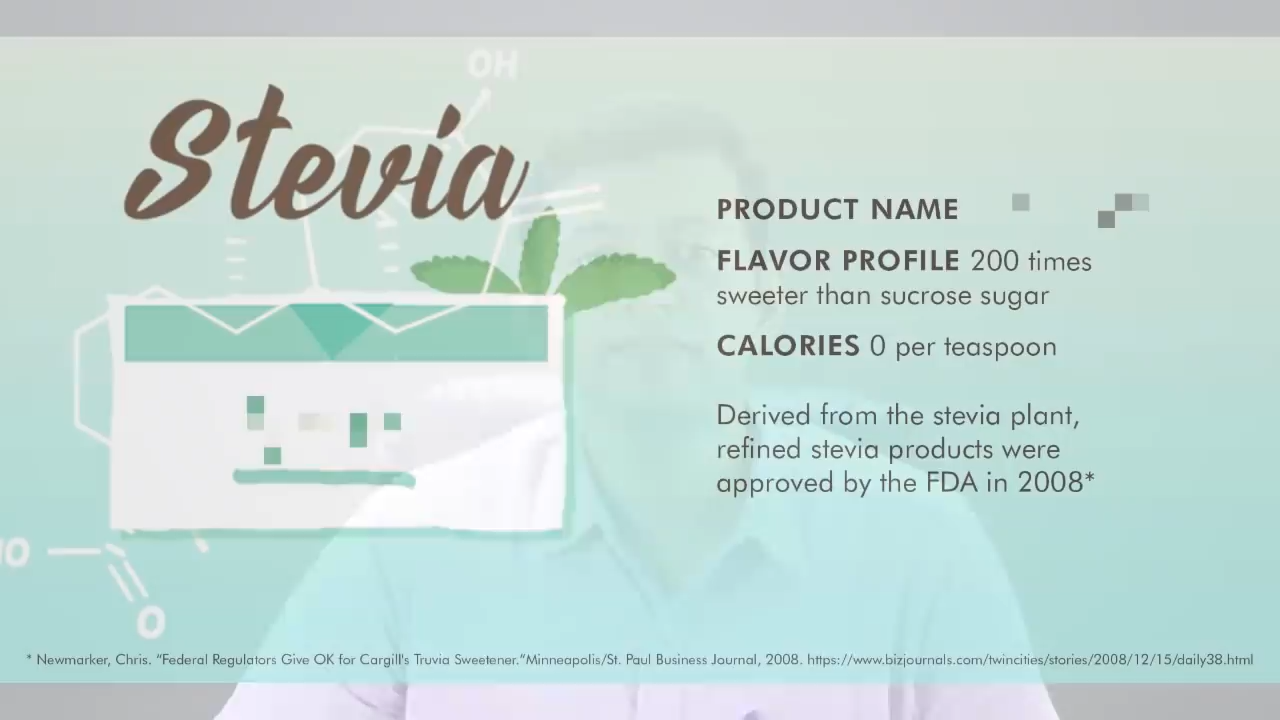 OH
Stevia
PRODUCT NAME
FLAVOR PROFILE 200 times
sweeter than sucrose sugar
CALORIES 0 per teaspoon
Derived from the stevia plant,
refined stevia products were
approved by the FDA in 2008*
HO
O
* Newmarker, Chris. “Federal Regulators Give OK for Cargill's Truvia Sweetener.”Minneapolis/St. Paul Business Journal, 2008. https://www.bizjournals.com/twincities/stories/2008/12/15/daily38.html